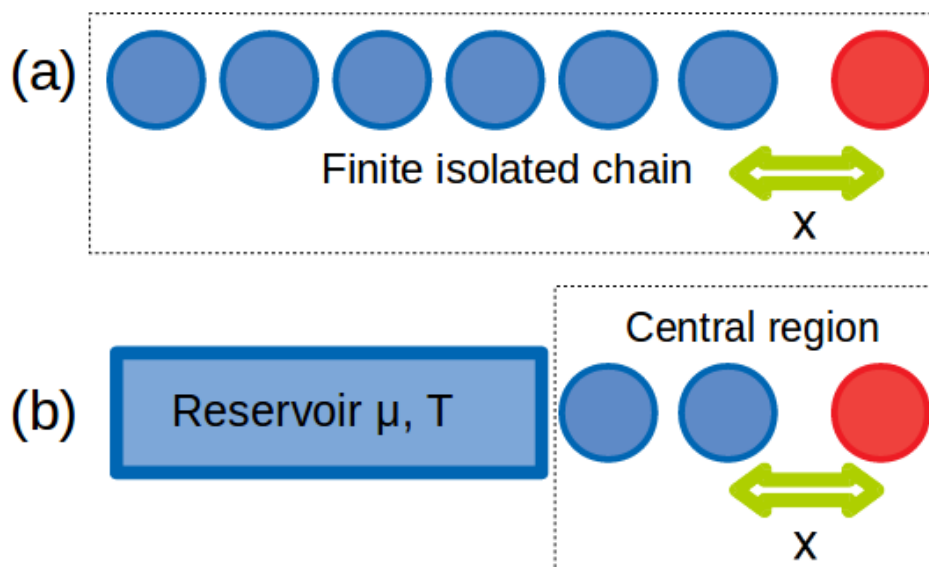 (a)
Finite isolated chain
x
Central region
(b)
Reservoir μ, T
x